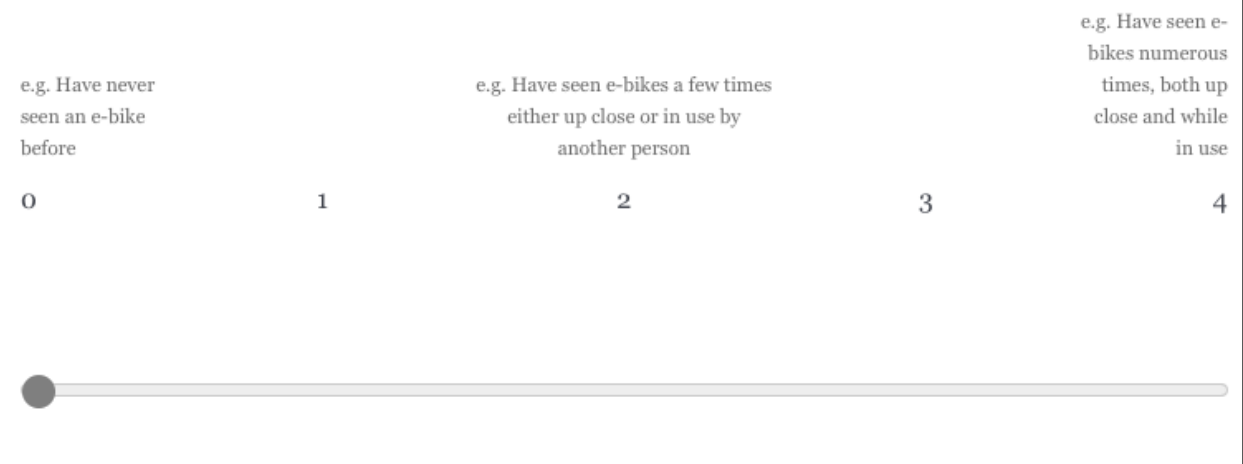 e.g. Have never
seen an e-bike
before
e.g. Have seen e-bikes a few times
either up close or in use by
another person
e.g. Have seen e-
bikes numerous
times, both up
close and while
in use
0 1 2 3 4